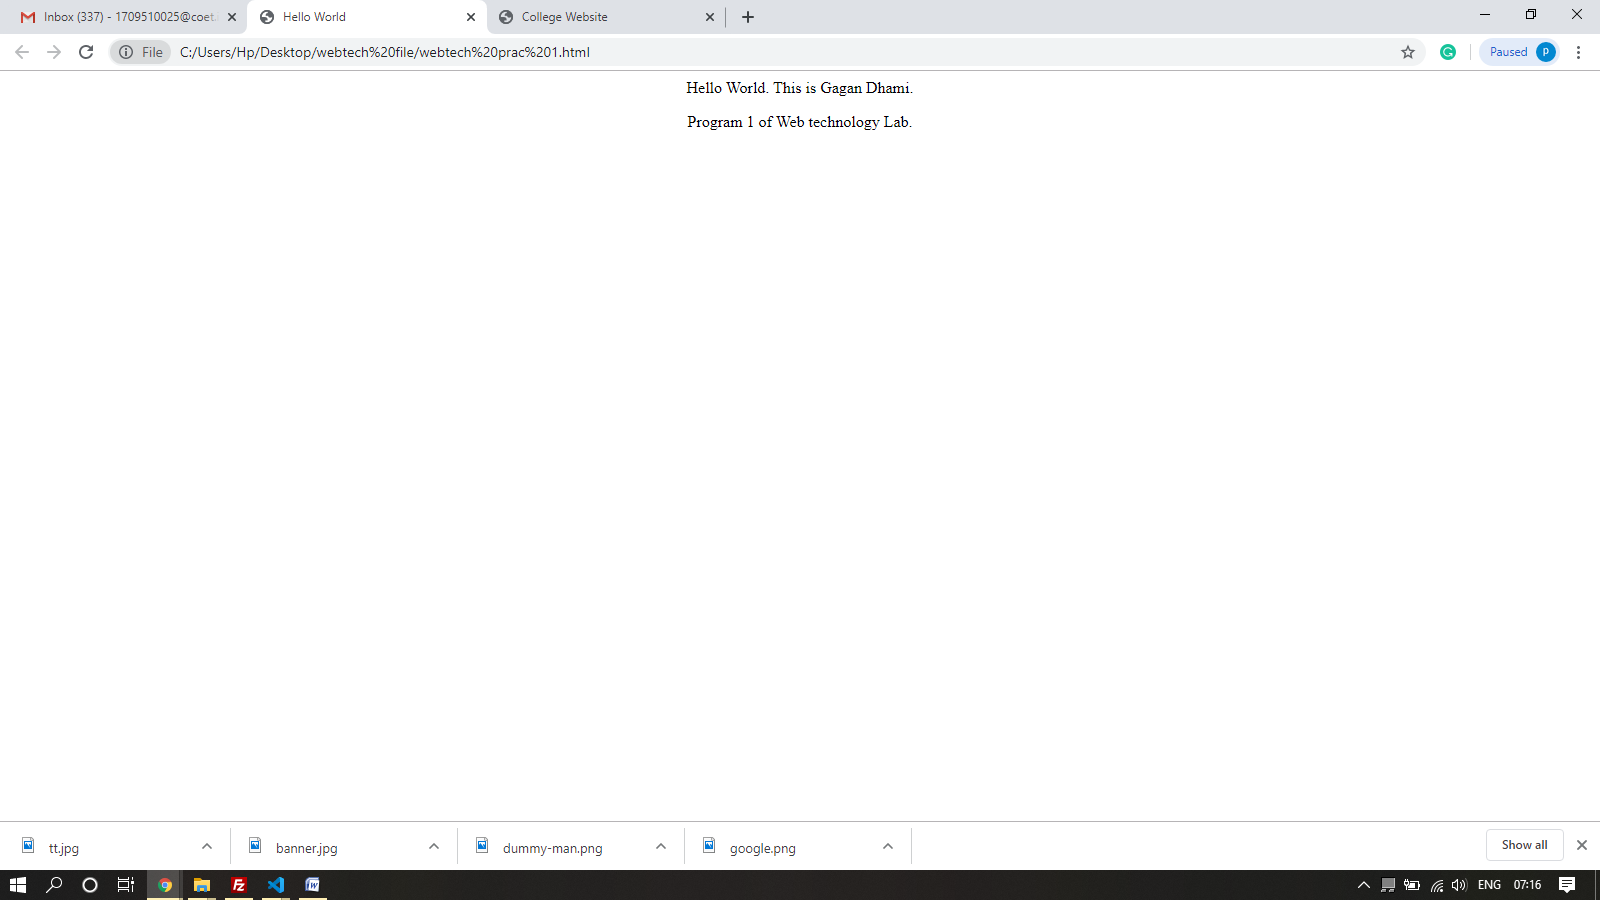 Inbox (337) - 1709510025@coet.
Hello World
College Website
File
C:/Users/Hp/Desktop/webtech%20file/webtech%20prac%201.html
Paused
p
Hello World. This is Gagan Dhami.
Program 1 of Web technology Lab.
tt.jpg
banner.jpg
dummy-man.png
google.png
Show all
ENG
07:16